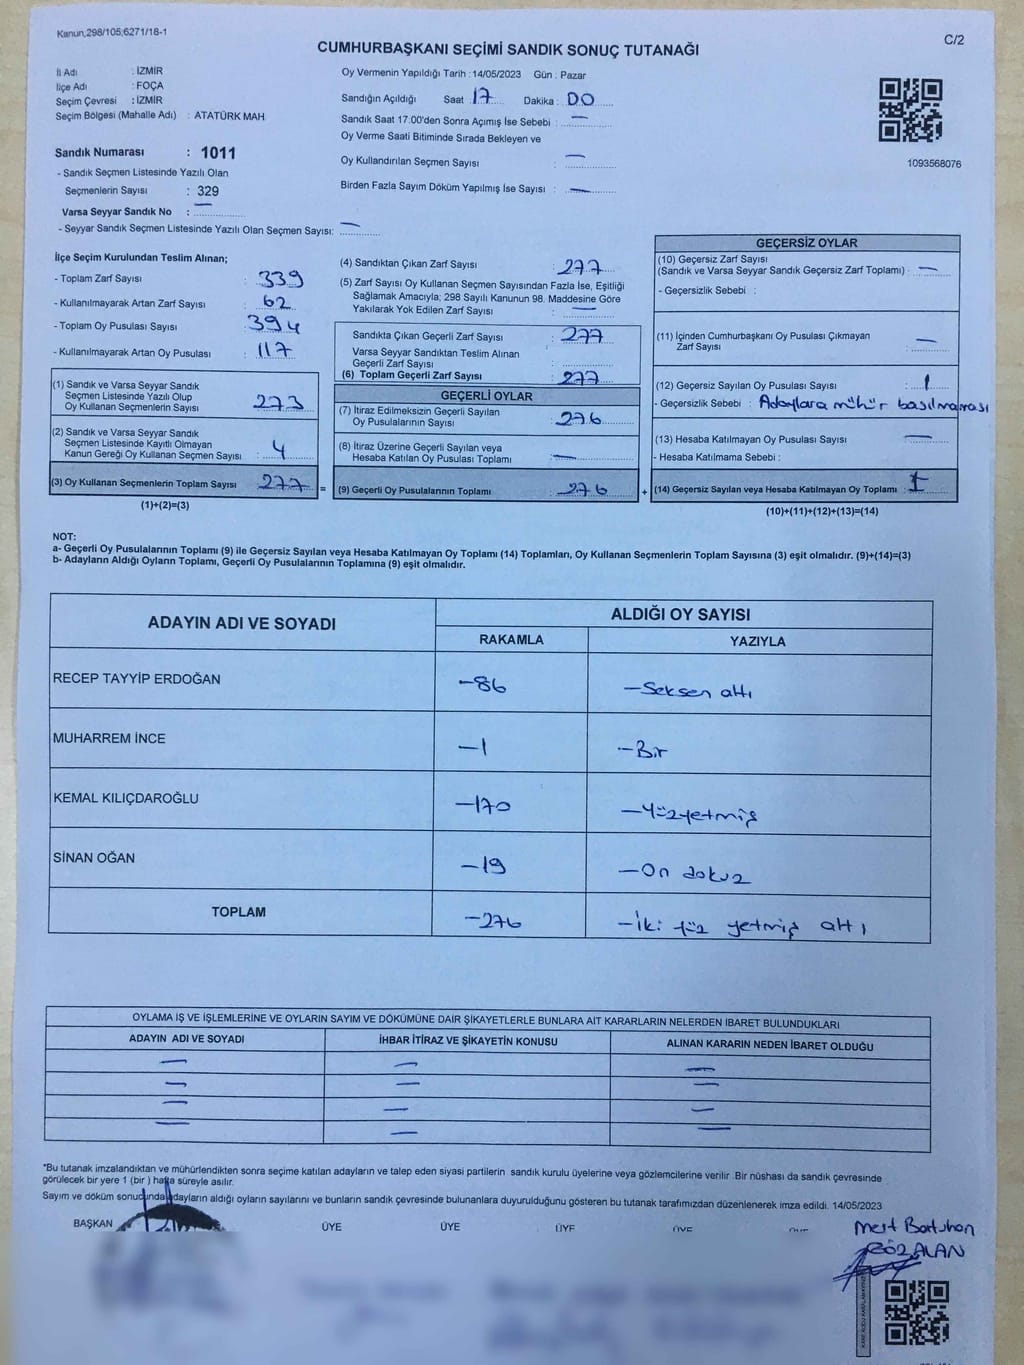 Kanun,298/105;6271/18-1
C/2
CUMHURBAŞKANI SEÇİMİ SANDIK SONUÇ TUTANAĞI
İl Adı : İZMİR
İlçe Adı : FOÇA
Seçim Çevresi : İZMİR
Seçim Bölgesi (Mahalle Adı) : ATATÜRK MAH.
Sandık Numarası : 1011
- Sandık Seçmen Listesinde Yazılı Olan
Seçmenlerin Sayısı : 329
Varsa Seyyar Sandık No : —
- Seyyar Sandık Seçmen Listesinde Yazılı Olan Seçmen Sayısı: —
Oy Vermenin Yapıldığı Tarih : 14/05/2023 Gün : Pazar
Sandığın Açıldığı Saat : 17 Dakika : 00
Sandık Saat 17.00'den Sonra Açımış İse Sebebi : —
Oy Verme Saati Bitiminde Sırada Bekleyen ve
Oy Kullandırılan Seçmen Sayısı : —
Birden Fazla Sayım Döküm Yapılmış İse Sayısı : —
1093568076
İlçe Seçim Kurulundan Teslim Alınan;
- Toplam Zarf Sayısı : 339
- Kullanılmayarak Artan Zarf Sayısı : 62
- Toplam Oy Pusulası Sayısı : 394
- Kullanılmayarak Artan Oy Pusulası : 117
(1) Sandık ve Varsa Seyyar Sandık
Seçmen Listesinde Yazılı Olup
Oy Kullanan Seçmenlerin Sayısı : 273
(2) Sandık ve Varsa Seyyar Sandık
Seçmen Listesinde Kayıtlı Olmayan
Kanun Gereği Oy Kullanan Seçmen Sayısı : 4
(3) Oy Kullanan Seçmenlerin Toplam Sayısı : 277 =
(1)+(2)=(3)
(4) Sandıktan Çıkan Zarf Sayısı : 277
(5) Zarf Sayısı Oy Kullanan Seçmen Sayısından Fazla İse, Eşitliği
Sağlamak Amacıyla; 298 Sayılı Kanunun 98. Maddesine Göre
Yakılarak Yok Edilen Zarf Sayısı : —
Sandıkta Çıkan Geçerli Zarf Sayısı : 277
Varsa Seyyar Sandıktan Teslim Alınan
Geçerli Zarf Sayısı :
(6) Toplam Geçerli Zarf Sayısı : 277
GEÇERLİ OYLAR
(7) İtiraz Edilmeksizin Geçerli Sayılan
Oy Pusulalarının Sayısı : 276
(8) İtiraz Üzerine Geçerli Sayılan veya
Hesaba Katılan Oy Pusulası Toplamı : —
(9) Geçerli Oy Pusulalarının Toplamı : 276 +
GEÇERSİZ OYLAR
(10) Geçersiz Zarf Sayısı
(Sandık ve Varsa Seyyar Sandık Geçersiz Zarf Toplamı) : —
- Geçersizlik Sebebi :
(11) İçinden Cumhurbaşkanı Oy Pusulası Çıkmayan
Zarf Sayısı : —
(12) Geçersiz Sayılan Oy Pusulası Sayısı : 1
- Geçersizlik Sebebi : Adaylara mühür basılmaması
(13) Hesaba Katılmayan Oy Pusulası Sayısı : —
- Hesaba Katılmama Sebebi :
(14) Geçersiz Sayılan veya Hesaba Katılmayan Oy Toplamı : 1
(10)+(11)+(12)+(13)=(14)
NOT:
a- Geçerli Oy Pusulalarının Toplamı (9) ile Geçersiz Sayılan veya Hesaba Katılmayan Oy Toplamı (14) Toplamları, Oy Kullanan Seçmenlerin Toplam Sayısına (3) eşit olmalıdır. (9)+(14)=(3)
b- Adayların Aldığı Oyların Toplamı, Geçerli Oy Pusulalarının Toplamına (9) eşit olmalıdır.
ADAYIN ADI VE SOYADI ALDIĞI OY SAYISI
RAKAMLA YAZIYLA
RECEP TAYYİP ERDOĞAN -86 -Seksen altı
MUHARREM İNCE -1 -Bir
KEMAL KILIÇDAROĞLU -170 -Yüzyetmiş
SİNAN OĞAN -19 -On dokuz
TOPLAM -276 -İki yüz yetmiş altı
OYLAMA İŞ VE İŞLEMLERİNE VE OYLARIN SAYIM VE DÖKÜMÜNE DAİR ŞİKAYETLERLE BUNLARA AİT KARARLARIN NELERDEN İBARET BULUNDUKLARI
ADAYIN ADI VE SOYADI İHBAR İTİRAZ VE ŞİKAYETİN KONUSU ALINAN KARARIN NEDEN İBARET OLDUĞU
— — —
— — —
— — —
— — —
*Bu tutanak imzalandıktan ve mühürlendikten sonra seçime katılan adayların ve talep eden siyasi partilerin sandık kurulu üyelerine veya gözlemcilerine verilir. Bir nüshası da sandık çevresinde
görülecek bir yere 1 (bir ) hafta süreyle asılır.
Sayım ve döküm sonucunda adayların aldığı oyların sayılarını ve bunların sandık çevresinde bulunanlara duyurulduğunu gösteren bu tutanak tarafımızdan düzenlenerek imza edildi. 14/05/2023
BAŞKAN ÜYE ÜYE ÜYE ÜYE
Mert Batuhan
GÖZALAN